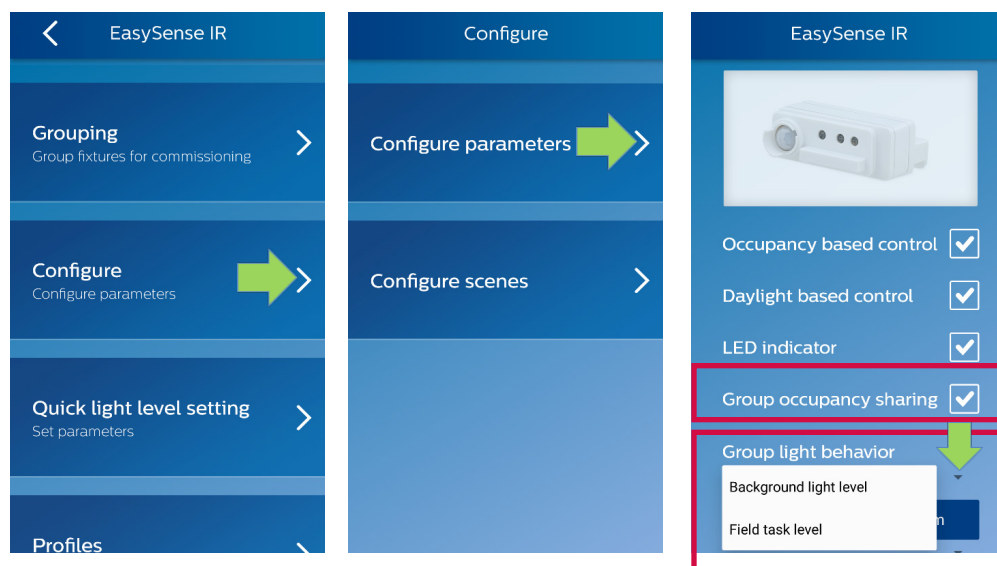 EasySense IR
Grouping
Group fixtures for commissioning
Configure
Configure parameters
Quick light level setting
Set parameters
Profiles
Configure
Configure parameters
Configure scenes
EasySense IR
Occupancy based control
Daylight based control
LED indicator
Group occupancy sharing
Group light behavior
Background light level
Field task level